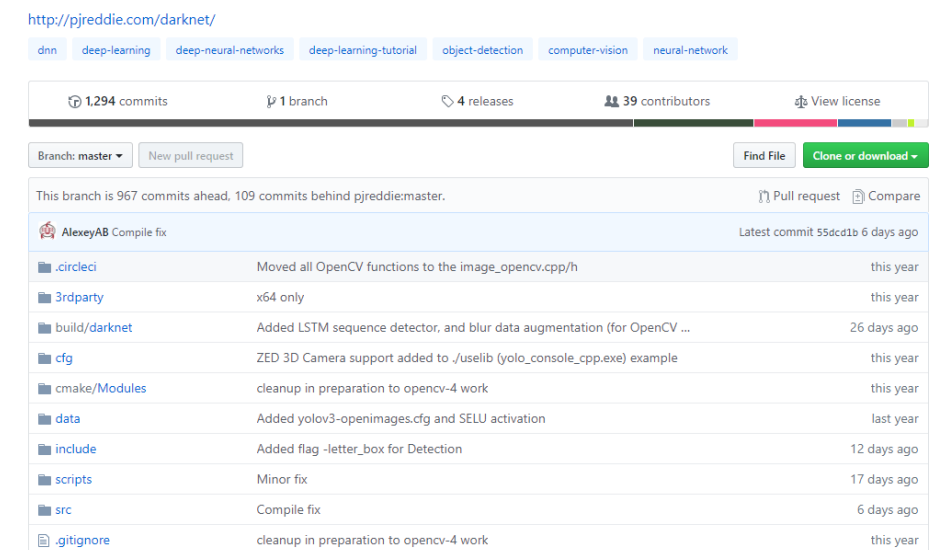 http://pjreddie.com/darknet/
dnn deep-learning deep-neural-networks deep-learning-tutorial object-detection computer-vision neural-network
1,294 commits 1 branch 4 releases 39 contributors View license
Branch: master New pull request Find File Clone or download
This branch is 967 commits ahead, 109 commits behind pjreddie:master. Pull request Compare
AlexeyAB Compile fix Latest commit 55dcd1b 6 days ago
.circleci Moved all OpenCV functions to the image_opencv.cpp/h this year
3rdparty x64 only this year
build/darknet Added LSTM sequence detector, and blur data augmentation (for OpenCV ... 26 days ago
cfg ZED 3D Camera support added to ./uselib (yolo_console_cpp.exe) example this year
cmake/Modules cleanup in preparation to opencv-4 work this year
data Added yolov3-openimages.cfg and SELU activation last year
include Added flag -letter_box for Detection 12 days ago
scripts Minor fix 17 days ago
src Compile fix 6 days ago
.gitignore cleanup in preparation to opencv-4 work this year